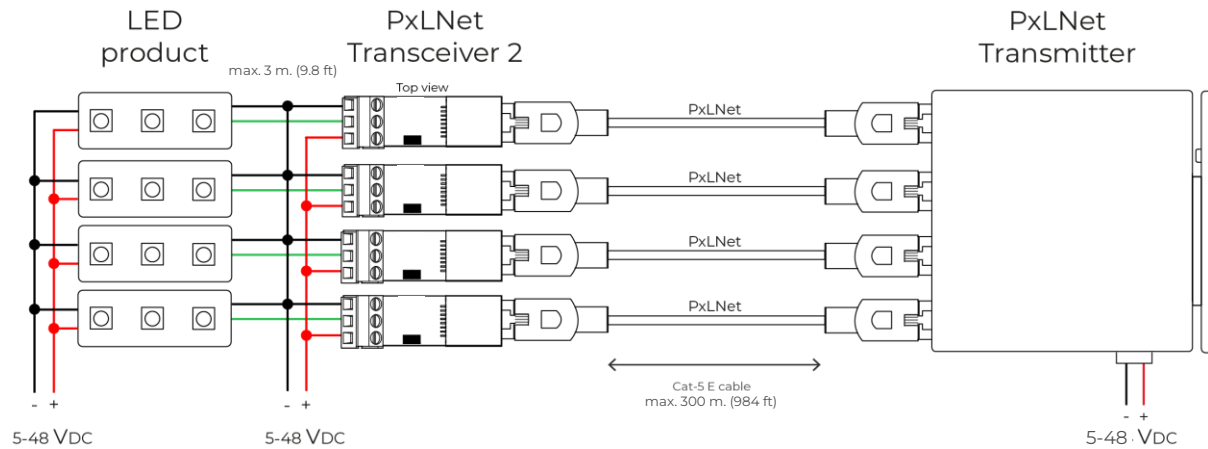 LED
product
PxLNet
Transceiver 2
PxLNet
Transmitter
max. 3 m. (9.8 ft)
Top view
PxLNet
PxLNet
PxLNet
PxLNet
Cat-5 E cable
max. 300 m. (984 ft)
- +
5-48 VDC
- +
5-48 VDC
- +
5-48 VDC